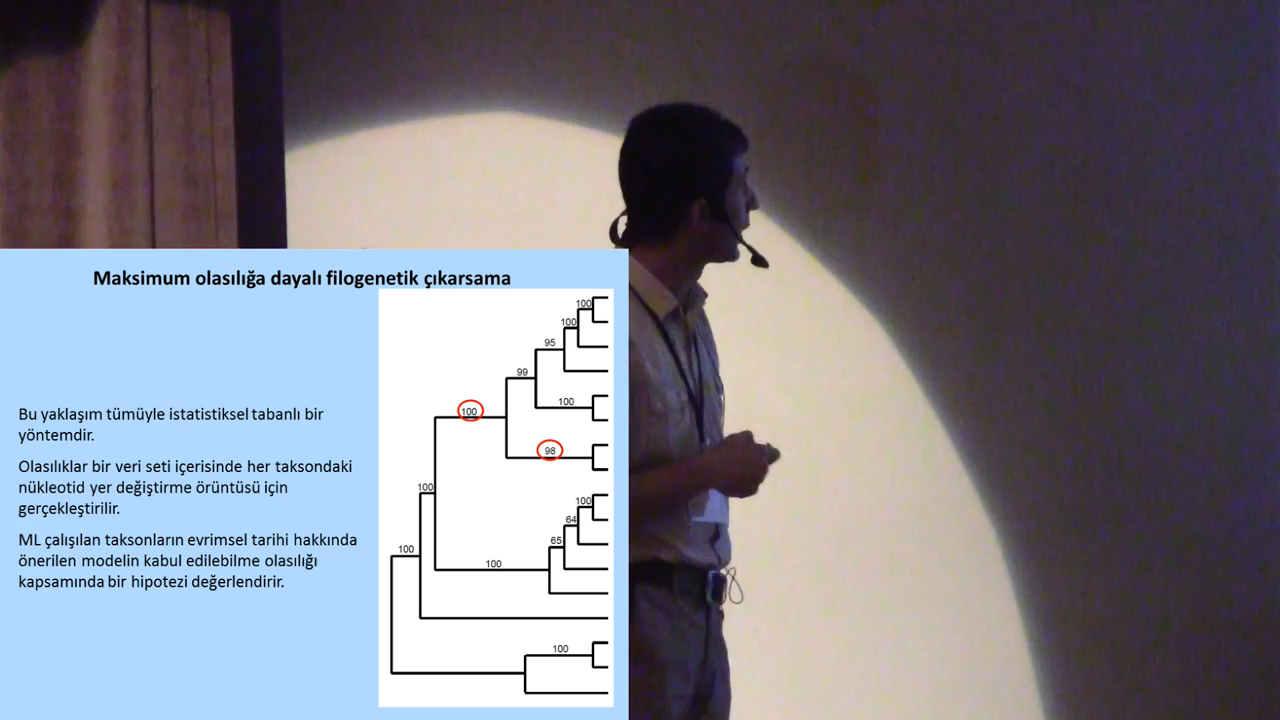 Maksimum olasılığa dayalı filogenetik çıkarsama
Bu yaklaşım tümüyle istatistiksel tabanlı bir
yöntemdir.
Olasılıklar bir veri seti içerisinde her taksondaki
nükleotid yer değiştirme örüntüsü için
gerçekleştirilir.
ML çalışılan taksonların evrimsel tarihi hakkında
önerilen modelin kabul edilebilme olasılığı
kapsamında bir hipotezi değerlendirir.
100
100
95
99
100
100
98
100
100
64
65
100
100
100